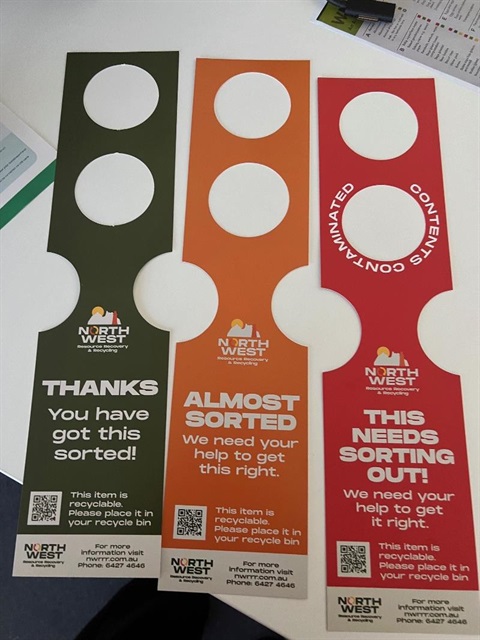 NORTH
WEST
Resource Recovery
& Recycling
THANKS
You have
got this
sorted!
This item is
recyclable.
Please place it in
your recycle bin
NORTH
WEST
Resource Recovery
& Recycling
For more
information visit
nwrrr.com.au
Phone: 6427 4646
NORTH
WEST
Resource Recovery
& Recycling
ALMOST
SORTED
We need your
help to get
this right.
This item is
recyclable.
Please place it in
your recycle bin
NORTH
WEST
Resource Recovery
& Recycling
For more
information visit
nwrrr.com.au
Phone: 6427 4646
CONTENTS CONTAMINATED
NORTH
WEST
Resource Recovery
& Recycling
THIS
NEEDS
SORTING
OUT!
We need your
help to get
it right.
This item is
recyclable.
Please place it in
your recycle bin
NORTH
WEST
Resource Recovery
& Recycling
For more
information visit
nwrrr.com.au
Phone: 6427 4646